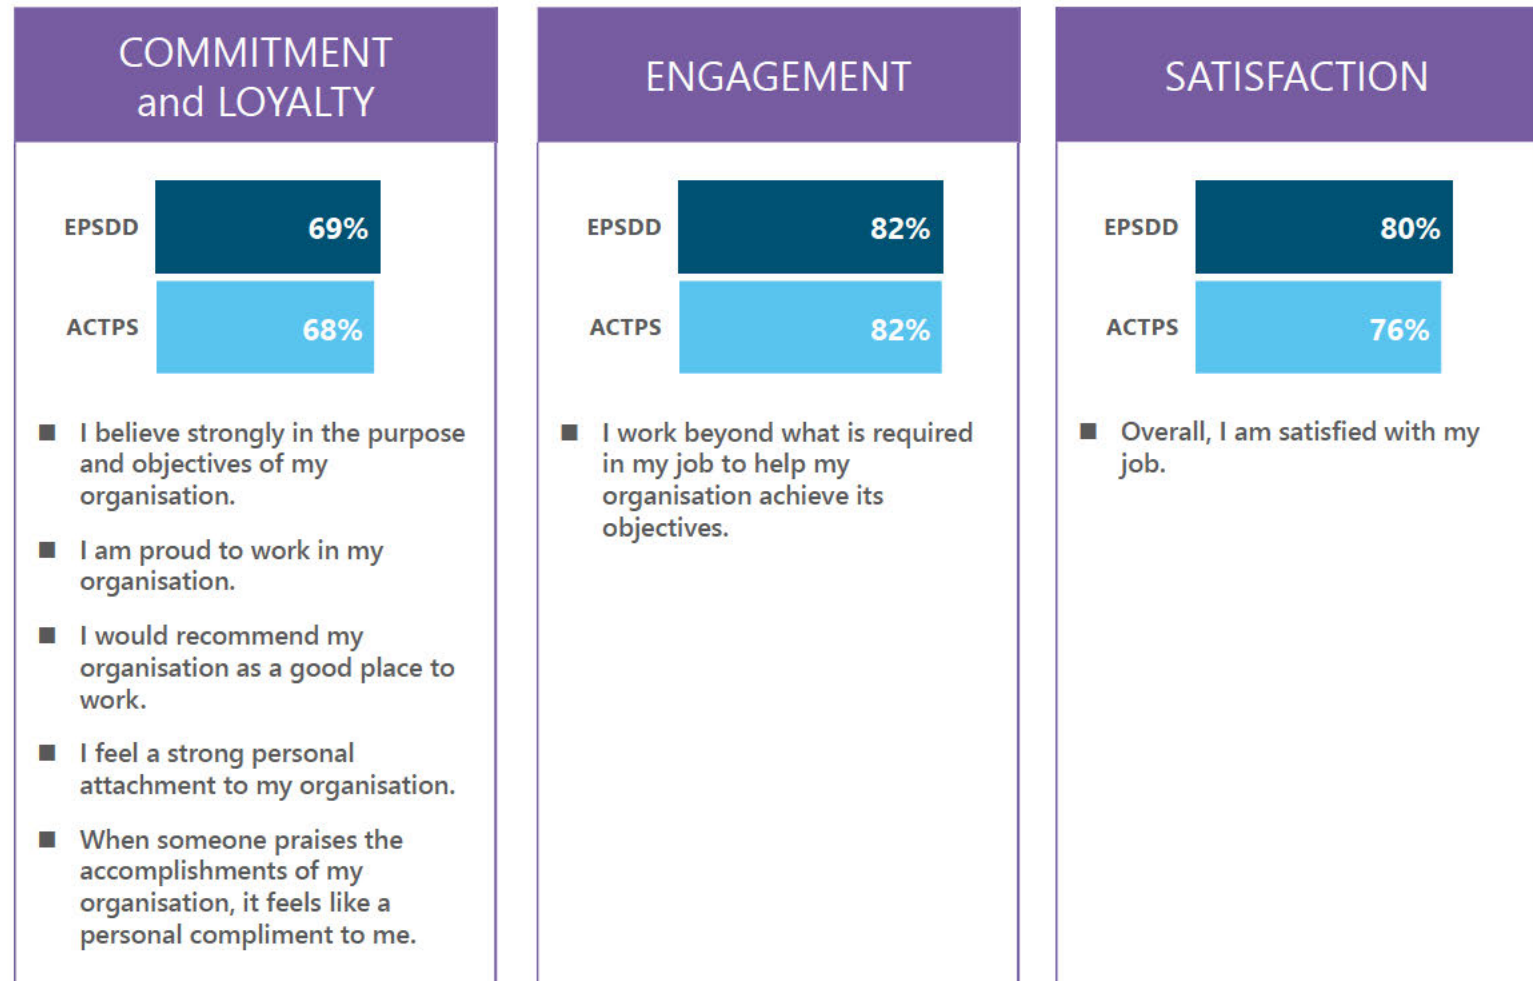 COMMITMENT
and LOYALTY
EPSDD 69%
ACTPS 68%
■ I believe strongly in the purpose
and objectives of my
organisation.
■ I am proud to work in my
organisation.
■ I would recommend my
organisation as a good place to
work.
■ I feel a strong personal
attachment to my organisation.
■ When someone praises the
accomplishments of my
organisation, it feels like a
personal compliment to me.
ENGAGEMENT
EPSDD 82%
ACTPS 82%
■ I work beyond what is required
in my job to help my
organisation achieve its
objectives.
SATISFACTION
EPSDD 80%
ACTPS 76%
■ Overall, I am satisfied with my
job.